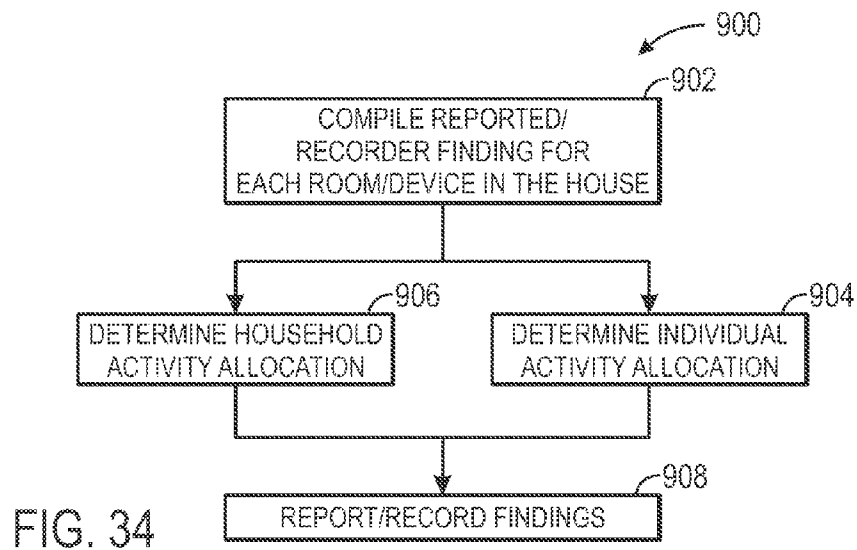 900
902
COMPILE REPORTED/
RECORDER FINDING FOR
EACH ROOM/DEVICE IN THE HOUSE
906
DETERMINE HOUSEHOLD
ACTIVITY ALLOCATION
904
DETERMINE INDIVIDUAL
ACTIVITY ALLOCATION
908
REPORT/RECORD FINDINGS
FIG. 34